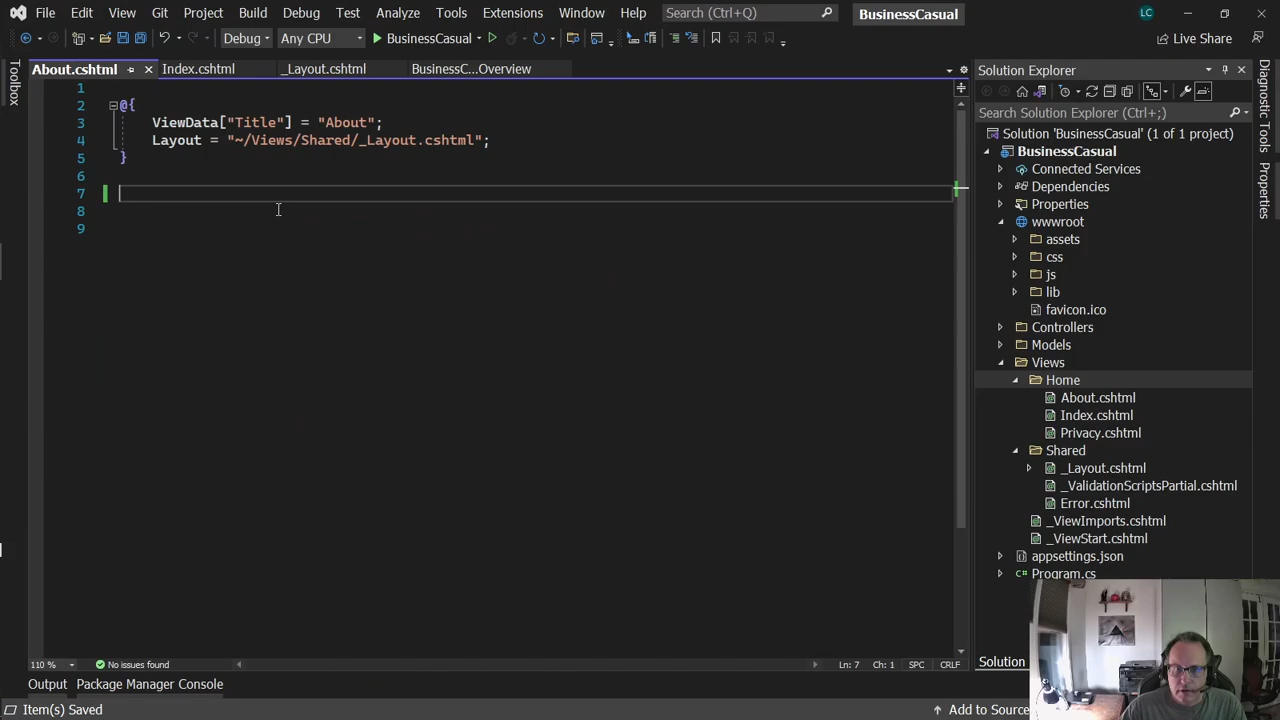 File Edit View Git Project Build Debug Test Analyze Tools Extensions Window Help Search (Ctrl+Q) BusinessCasual LC
Debug Any CPU BusinessCasual Live Share
About.cshtml Index.cshtml _Layout.cshtml BusinessC...Overview
Toolbox
1
2 @{
3 ViewData["Title"] = "About";
4 Layout = "~/Views/Shared/_Layout.cshtml";
5 }
6
7
8
9
Solution Explorer
Search Solution Explorer (Ctrl+;)
Solution 'BusinessCasual' (1 of 1 project)
BusinessCasual
Connected Services
Dependencies
Properties
wwwroot
assets
css
js
lib
favicon.ico
Controllers
Models
Views
Home
About.cshtml
Index.cshtml
Privacy.cshtml
Shared
_Layout.cshtml
_ValidationScriptsPartial.cshtml
Error.cshtml
_ViewImports.cshtml
_ViewStart.cshtml
appsettings.json
Program.cs
Solution
Diagnostic Tools
Properties
110 % No issues found Ln: 7 Ch: 1 SPC CRLF
Output Package Manager Console
Item(s) Saved Add to Source